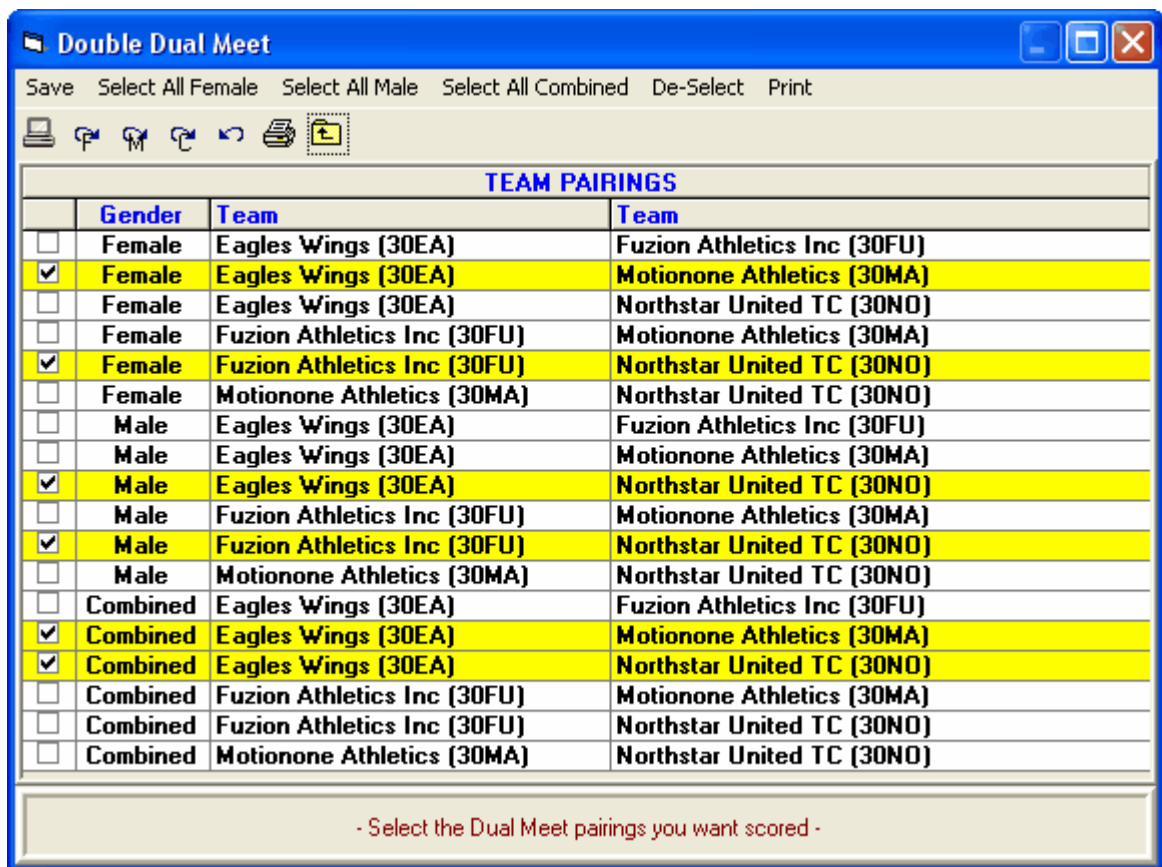 Double Dual Meet
Save Select All Female Select All Male Select All Combined De-Select Print
F M C
TEAM PAIRINGS
Gender Team Team
Female Eagles Wings (30EA) Fuzion Athletics Inc (30FU)
Female Eagles Wings (30EA) Motionone Athletics (30MA)
Female Eagles Wings (30EA) Northstar United TC (30NO)
Female Fuzion Athletics Inc (30FU) Motionone Athletics (30MA)
Female Fuzion Athletics Inc (30FU) Northstar United TC (30NO)
Female Motionone Athletics (30MA) Northstar United TC (30NO)
Male Eagles Wings (30EA) Fuzion Athletics Inc (30FU)
Male Eagles Wings (30EA) Motionone Athletics (30MA)
Male Eagles Wings (30EA) Northstar United TC (30NO)
Male Fuzion Athletics Inc (30FU) Motionone Athletics (30MA)
Male Fuzion Athletics Inc (30FU) Northstar United TC (30NO)
Male Motionone Athletics (30MA) Northstar United TC (30NO)
Combined Eagles Wings (30EA) Fuzion Athletics Inc (30FU)
Combined Eagles Wings (30EA) Motionone Athletics (30MA)
Combined Eagles Wings (30EA) Northstar United TC (30NO)
Combined Fuzion Athletics Inc (30FU) Motionone Athletics (30MA)
Combined Fuzion Athletics Inc (30FU) Northstar United TC (30NO)
Combined Motionone Athletics (30MA) Northstar United TC (30NO)
- Select the Dual Meet pairings you want scored -